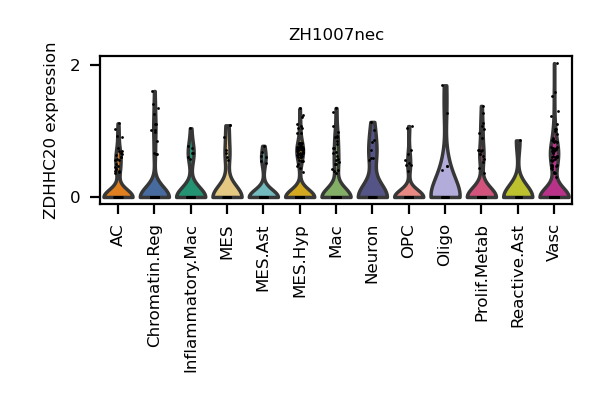 ZH1007nec
ZDHHC20 expression
2
0
AC
Chromatin.Reg
Inflammatory.Mac
MES
MES.Ast
MES.Hyp
Mac
Neuron
OPC
Oligo
Prolif.Metab
Reactive.Ast
Vasc